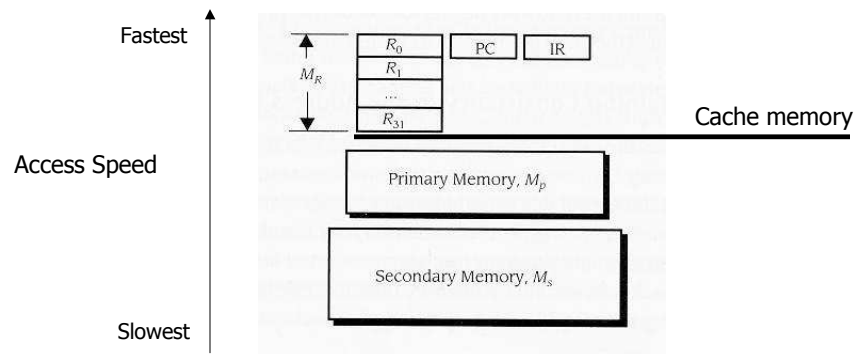 Fastest
R0
PC
IR
MR
R1
...
R31
Cache memory
Access Speed
Primary Memory, Mp
Secondary Memory, Ms
Slowest